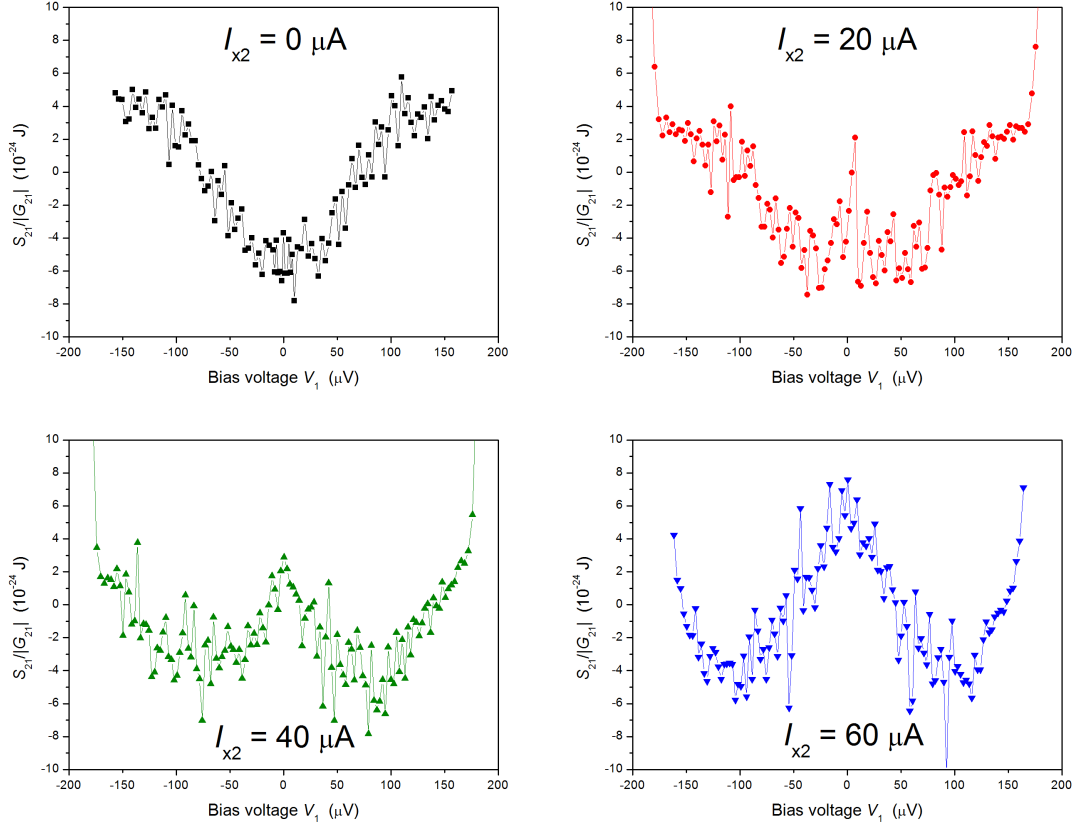 I_x2 = 0 μA
S_21/|G_21| (10^-24 J)
10
8
6
4
2
0
-2
-4
-6
-8
-10
-200 -150 -100 -50 0 50 100 150 200
Bias voltage V_1 (μV)
I_x2 = 20 μA
S_21/|G_21| (10^-24 J)
10
8
6
4
2
0
-2
-4
-6
-8
-10
-200 -150 -100 -50 0 50 100 150 200
Bias voltage V_1 (μV)
S_21/|G_21| (10^-24 J)
10
8
6
4
2
0
-2
-4
-6
-8
-10
I_x2 = 40 μA
-200 -150 -100 -50 0 50 100 150 200
Bias voltage V_1 (μV)
S_21/|G_21| (10^-24 J)
10
8
6
4
2
0
-2
-4
-6
-8
-10
I_x2 = 60 μA
-200 -150 -100 -50 0 50 100 150 200
Bias voltage V_1 (μV)